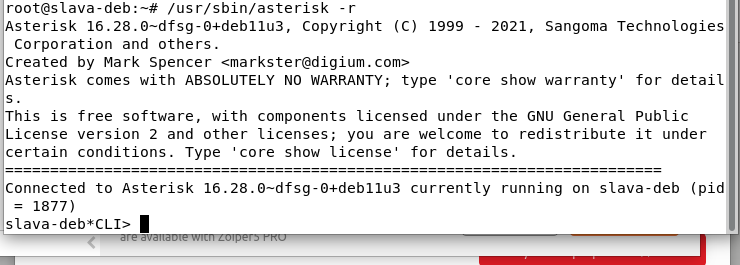 root@slava-deb:~# /usr/sbin/asterisk -r
Asterisk 16.28.0~dfsg-0+deb11u3, Copyright (C) 1999 - 2021, Sangoma Technologies
 Corporation and others.
Created by Mark Spencer <markster@digium.com>
Asterisk comes with ABSOLUTELY NO WARRANTY; type 'core show warranty' for detail
s.
This is free software, with components licensed under the GNU General Public
License version 2 and other licenses; you are welcome to redistribute it under
certain conditions. Type 'core show license' for details.
=========================================================================
Connected to Asterisk 16.28.0~dfsg-0+deb11u3 currently running on slava-deb (pid
 = 1877)
slava-deb*CLI>
are available with Zoiper5 PRO